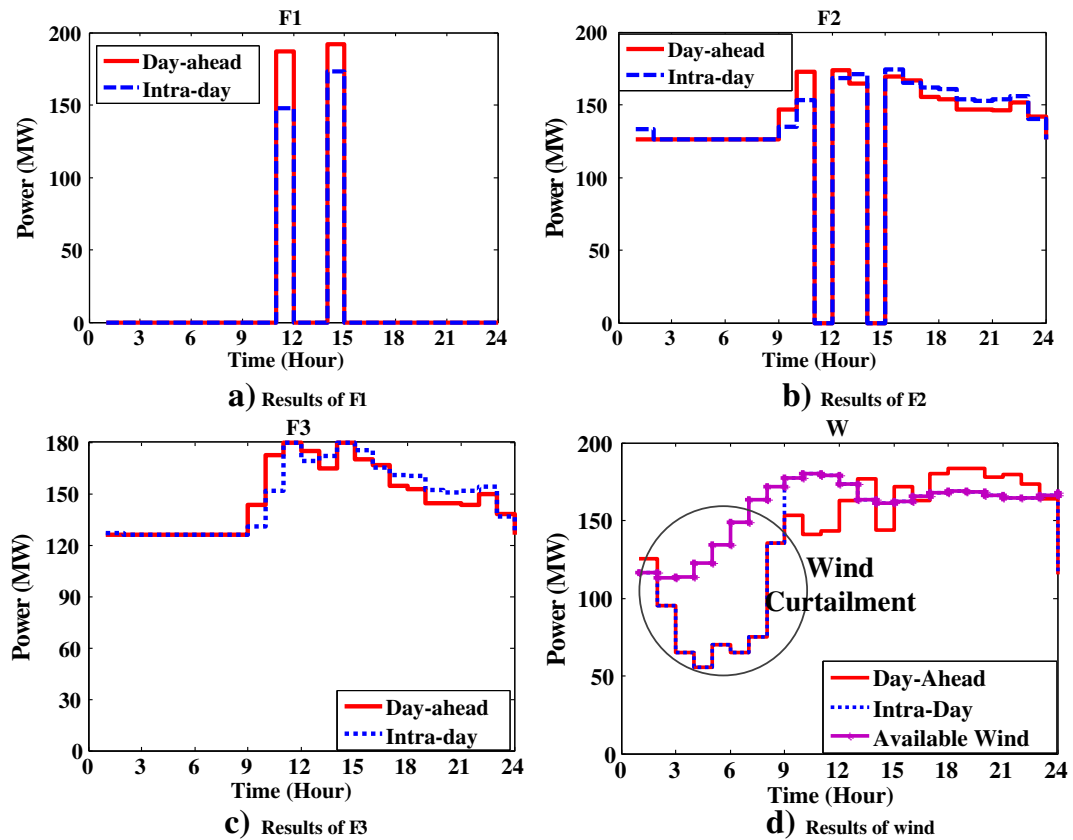 F1
200
150
100
50
0
Power (MW)
Day-ahead
Intra-day
0 3 6 9 12 15 18 21 24
Time (Hour)
a) Results of F1
F2
200
150
100
50
0
Power (MW)
Day-ahead
Intra-day
0 3 6 9 12 15 18 21 24
Time (Hour)
b) Results of F2
F3
180
150
120
90
60
30
0
Power (MW)
Day-ahead
Intra-day
0 3 6 9 12 15 18 21 24
Time (Hour)
c) Results of F3
W
200
150
100
50
0
Power (MW)
Wind
Curtailment
Day-Ahead
Intra-Day
Available Wind
0 3 6 9 12 15 18 21 24
Time (Hour)
d) Results of wind